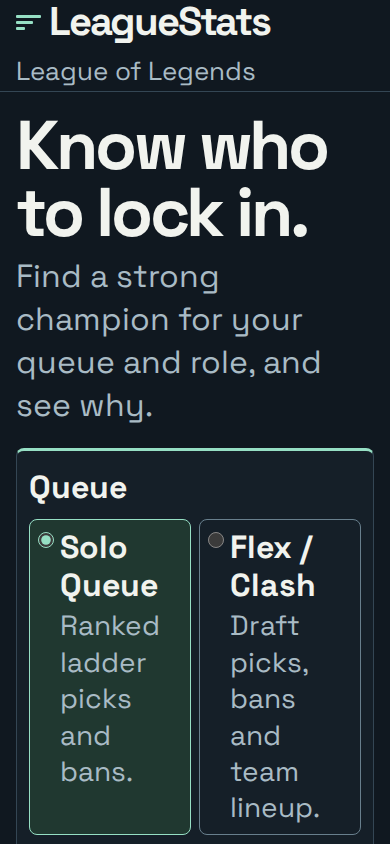 LeagueStats
League of Legends
Know who
to lock in.
Find a strong
champion for your
queue and role, and
see why.
Queue
Solo
Queue
Ranked
ladder
picks
and
bans.
Flex /
Clash
Draft
picks,
bans
and
team
lineup.